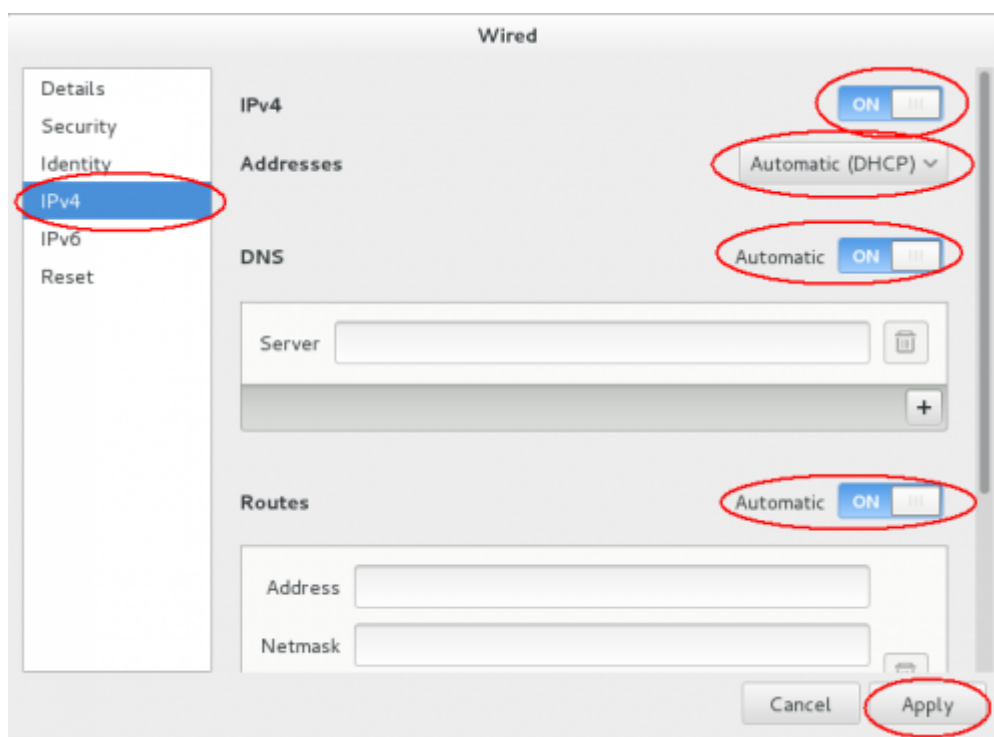 Wired
Details
Security
Identity
IPv4
IPv6
Reset
IPv4 ON
Addresses Automatic (DHCP)
DNS Automatic ON
Server
+
Routes Automatic ON
Address
Netmask
Cancel Apply